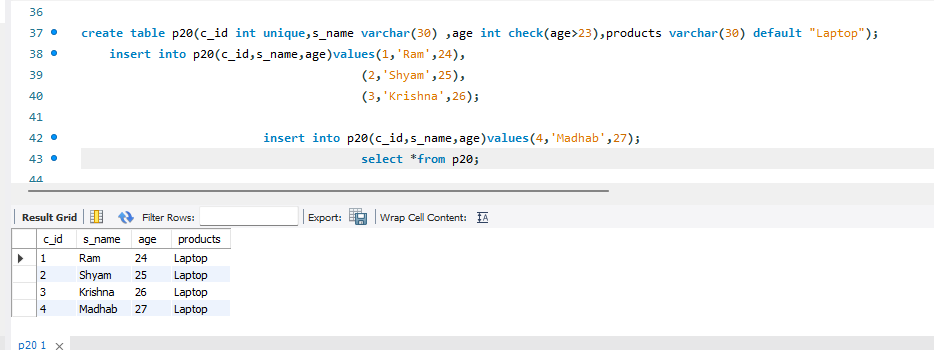 36
37 create table p20(c_id int unique,s_name varchar(30) ,age int check(age>23),products varchar(30) default "Laptop");
38 insert into p20(c_id,s_name,age)values(1,'Ram',24),
39 (2,'Shyam',25),
40 (3,'Krishna',26);
41
42 insert into p20(c_id,s_name,age)values(4,'Madhab',27);
43 select *from p20;
44
Result Grid Filter Rows: Export: Wrap Cell Content: IA
c_id s_name age products
1 Ram 24 Laptop
2 Shyam 25 Laptop
3 Krishna 26 Laptop
4 Madhab 27 Laptop
p20 1